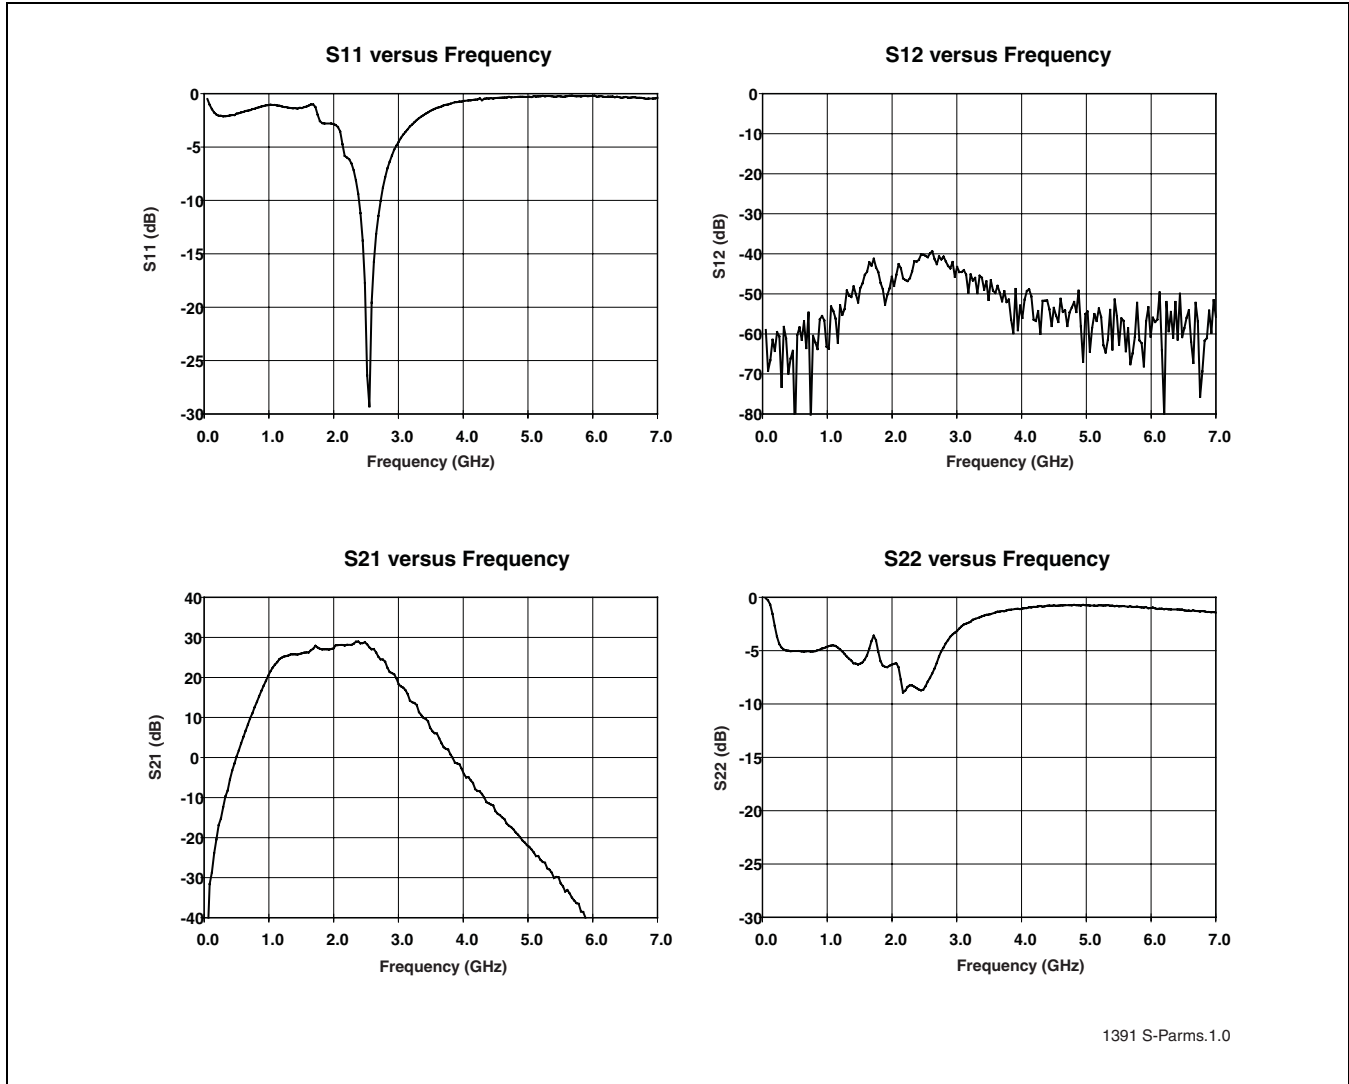 S11 versus Frequency
0
-5
-10
-15
-20
-25
-30
S11 (dB)
0.0 1.0 2.0 3.0 4.0 5.0 6.0 7.0
Frequency (GHz)
S12 versus Frequency
0
-10
-20
-30
-40
-50
-60
-70
-80
S12 (dB)
0.0 1.0 2.0 3.0 4.0 5.0 6.0 7.0
Frequency (GHz)
S21 versus Frequency
40
30
20
10
0
-10
-20
-30
-40
S21 (dB)
0.0 1.0 2.0 3.0 4.0 5.0 6.0 7.0
Frequency (GHz)
S22 versus Frequency
0
-5
-10
-15
-20
-25
-30
S22 (dB)
0.0 1.0 2.0 3.0 4.0 5.0 6.0 7.0
Frequency (GHz)
1391 S-Parms.1.0